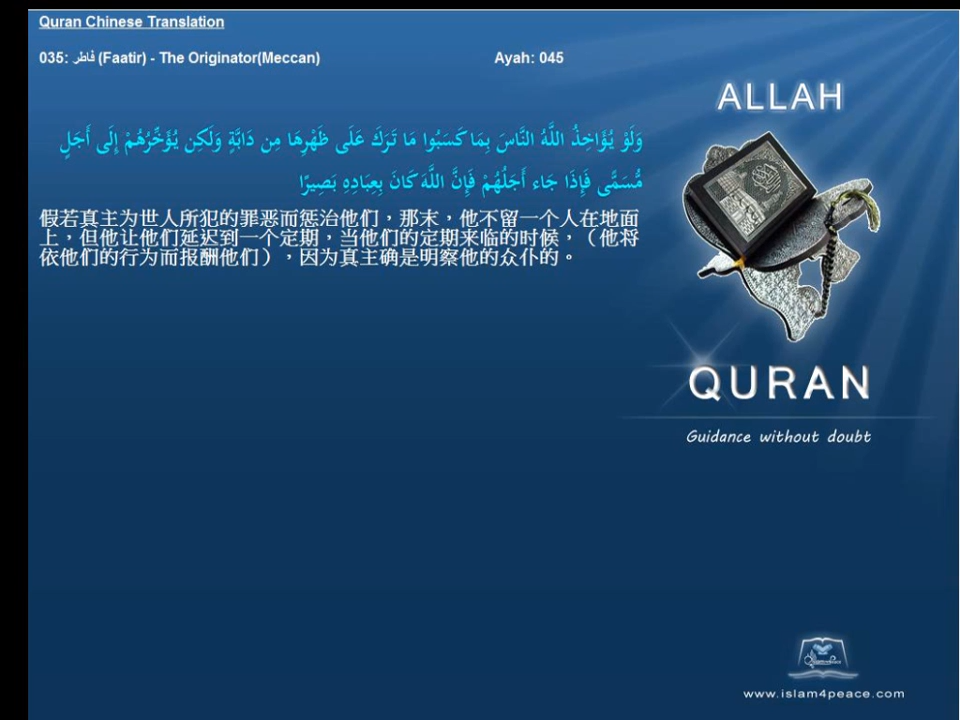 Quran Chinese Translation
035: فاطر (Faatir) - The Originator(Meccan) Ayah: 045
وَلَوْ يُؤَاخِذُ اللَّهُ النَّاسَ بِمَا كَسَبُوا مَا تَرَكَ عَلَى ظَهْرِهَا مِن دَابَّةٍ وَلَكِن يُؤَخِّرُهُمْ إِلَى أَجَلٍ
مُّسَمًّى فَإِذَا جَاء أَجَلُهُمْ فَإِنَّ اللَّهَ كَانَ بِعِبَادِهِ بَصِيرًا
假若真主为世人所犯的罪恶而惩治他们，那末，他不留一个人在地面
上，但他让他们延迟到一个定期，当他们的定期来临的时候，（他将
依他们的行为而报酬他们），因为真主确是明察他的众仆的。
ALLAH
QURAN
Guidance without doubt
www.islam4peace.com